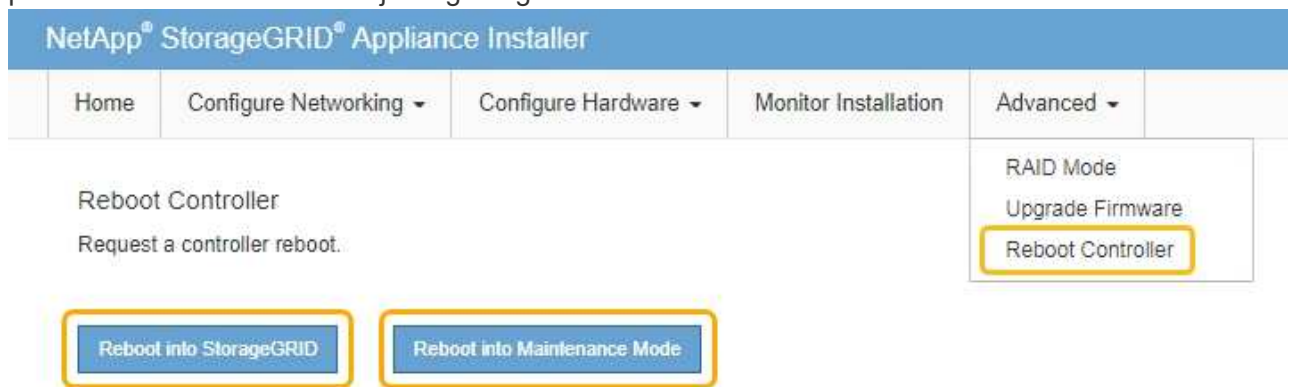 NetApp® StorageGRID® Appliance Installer
Home Configure Networking Configure Hardware Monitor Installation Advanced
RAID Mode
Upgrade Firmware
Reboot Controller
Reboot Controller
Request a controller reboot.
Reboot into StorageGRID Reboot into Maintenance Mode